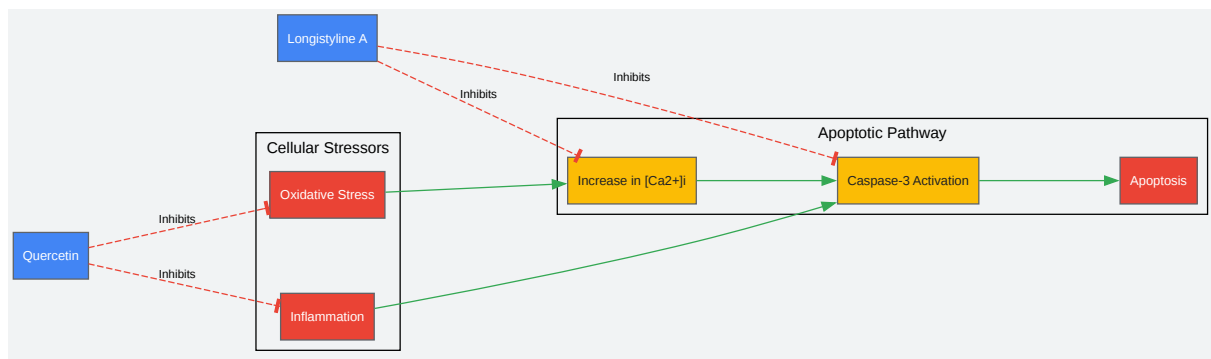 Longistyline A
Inhibits
Inhibits
Apoptotic Pathway
Cellular Stressors
Increase in [Ca2+]i
Caspase-3 Activation
Apoptosis
Oxidative Stress
Inhibits
Quercetin
Inhibits
Inflammation